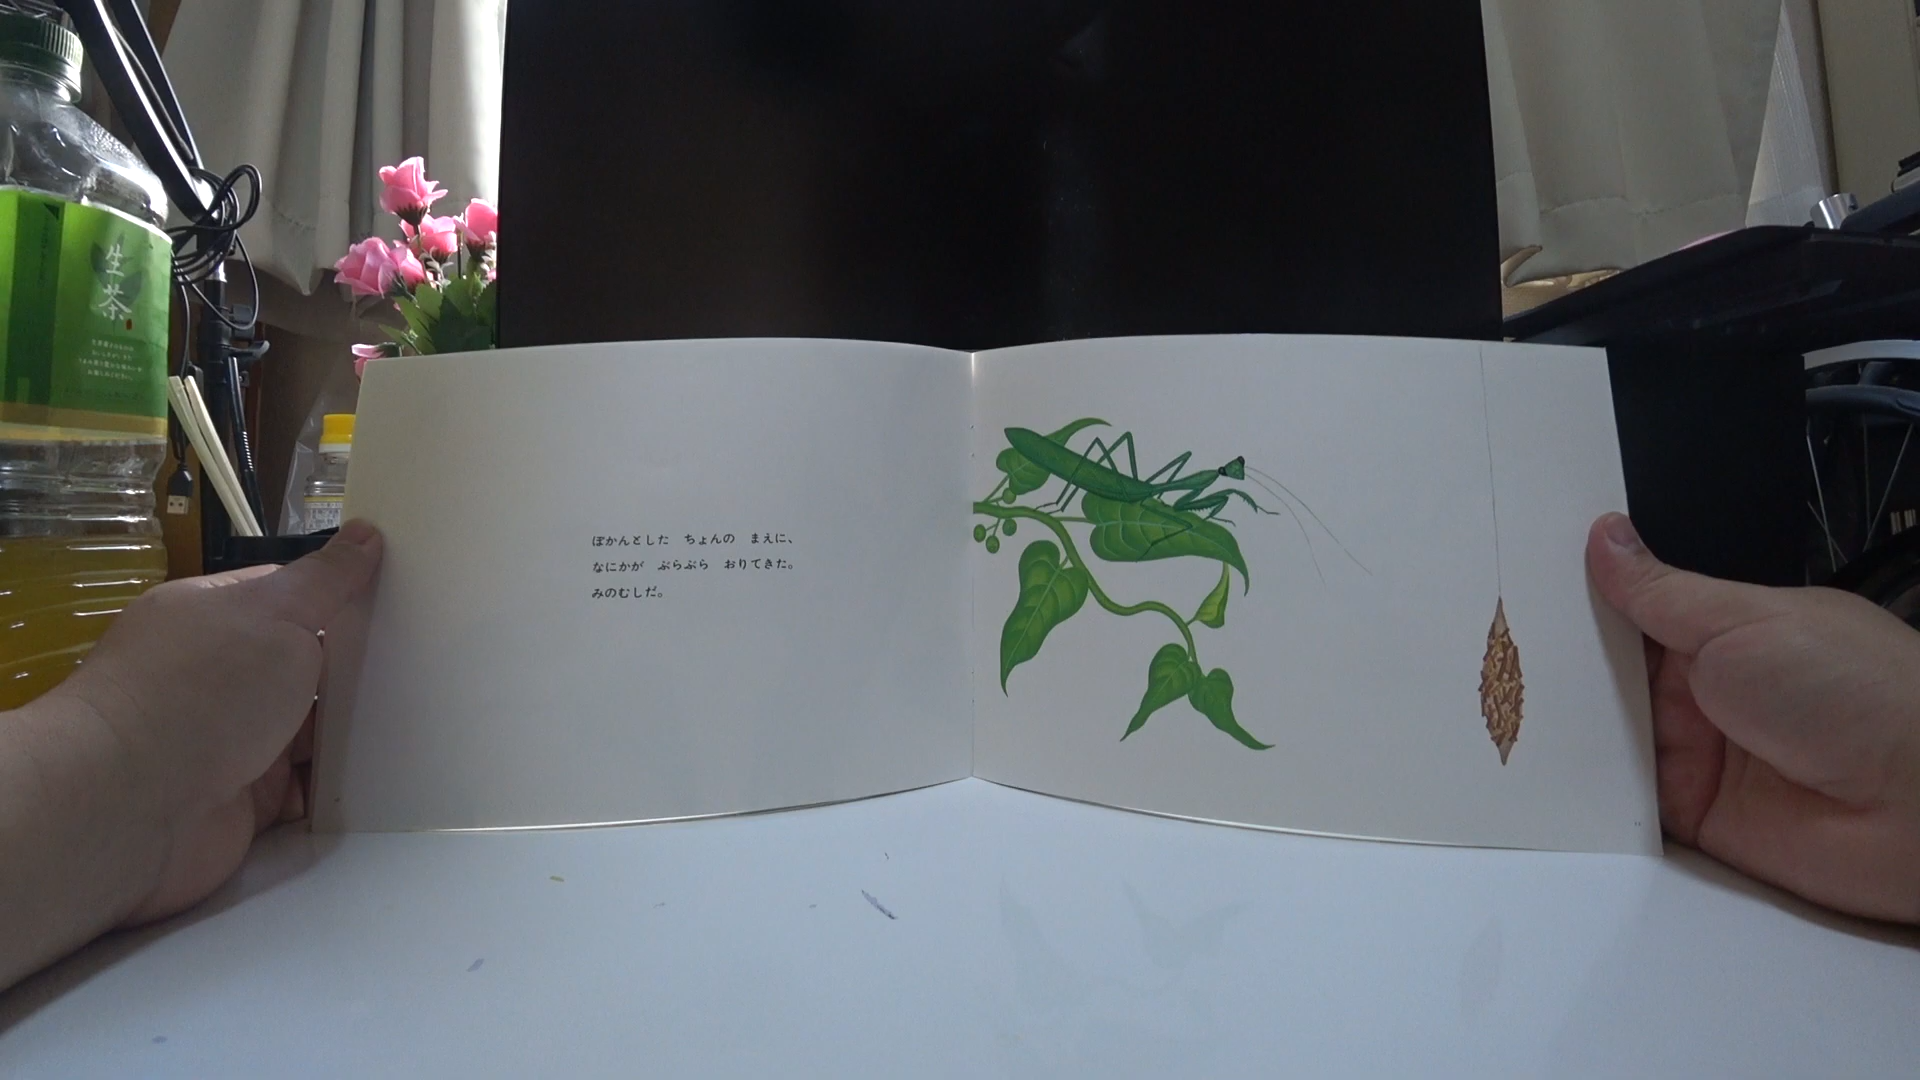 生茶
ぽかんとした ちょんの まえに、
なにかが ぶらぶら おりてきた。
みのむしだ。